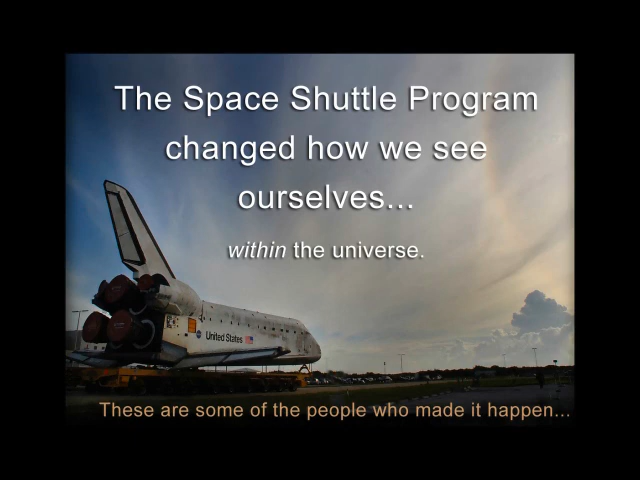 The Space Shuttle Program
changed how we see
ourselves...
within the universe.
United States
These are some of the people who made it happen...